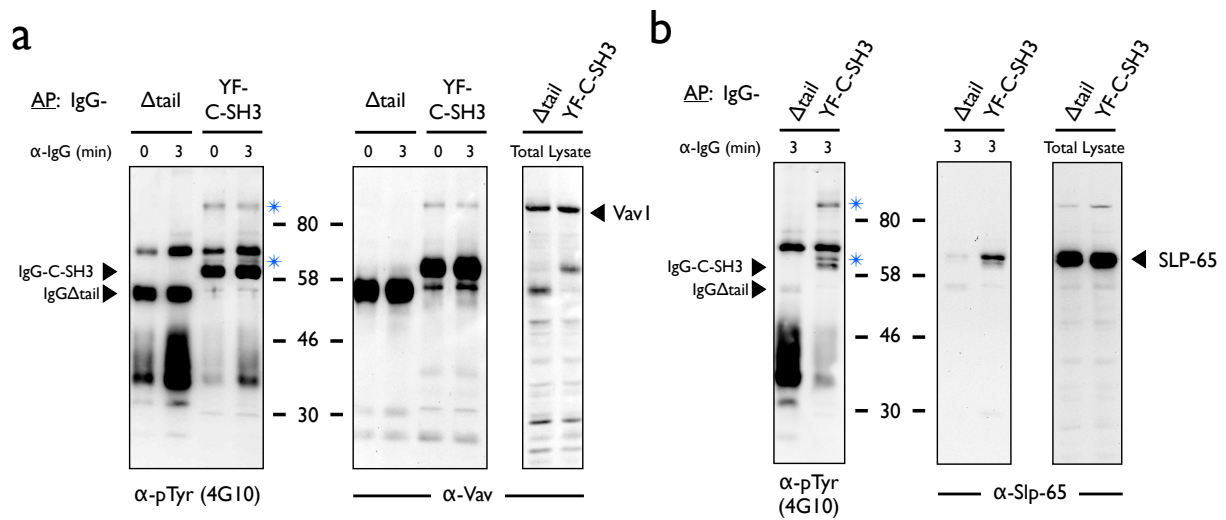 a
AP: IgG-
Δtail
YF-
C-SH3
Δtail
YF-
C-SH3
Δtail
YF-C-SH3
α-IgG (min)
0
3
0
3
0
3
0
3
Total Lysate
80
58
46
30
IgG-C-SH3
IgGΔtail
Vav1
α-pTyr (4G10)
α-Vav
b
AP: IgG-
Δtail
YF-C-SH3
Δtail
YF-C-SH3
Δtail
YF-C-SH3
α-IgG (min)
3
3
3
3
Total Lysate
80
58
46
30
IgG-C-SH3
IgGΔtail
SLP-65
α-pTyr
(4G10)
α-Slp-65